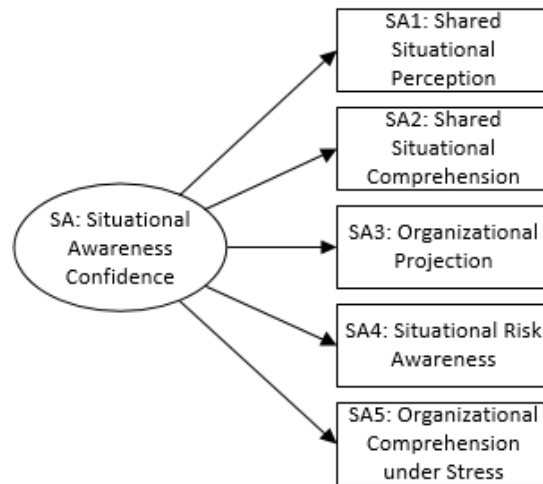 SA1: Shared
Situational
Perception
SA2: Shared
Situational
Comprehension
SA: Situational
Awareness
Confidence
SA3: Organizational
Projection
SA4: Situational Risk
Awareness
SA5: Organizational
Comprehension
under Stress